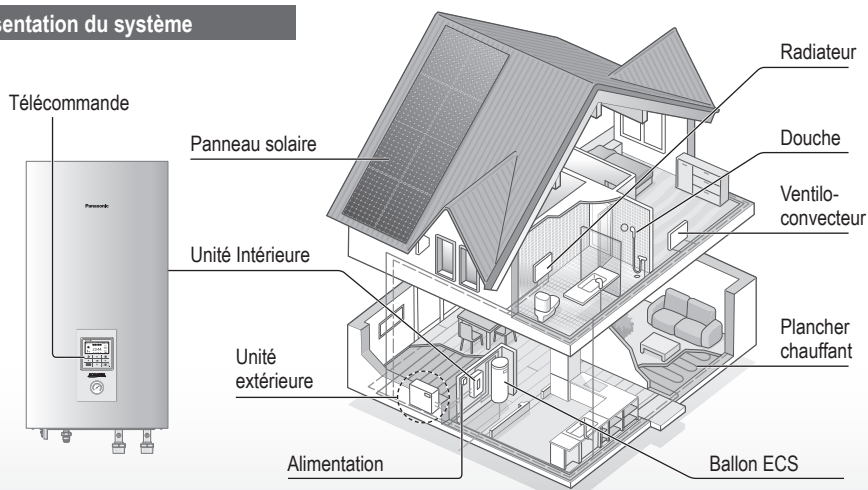 sentation du système
Télécommande
Panasonic
Panneau solaire
Unité Intérieure
Unité
extérieure
Alimentation
Radiateur
Douche
Ventilo-
convecteur
Plancher
chauffant
Ballon ECS